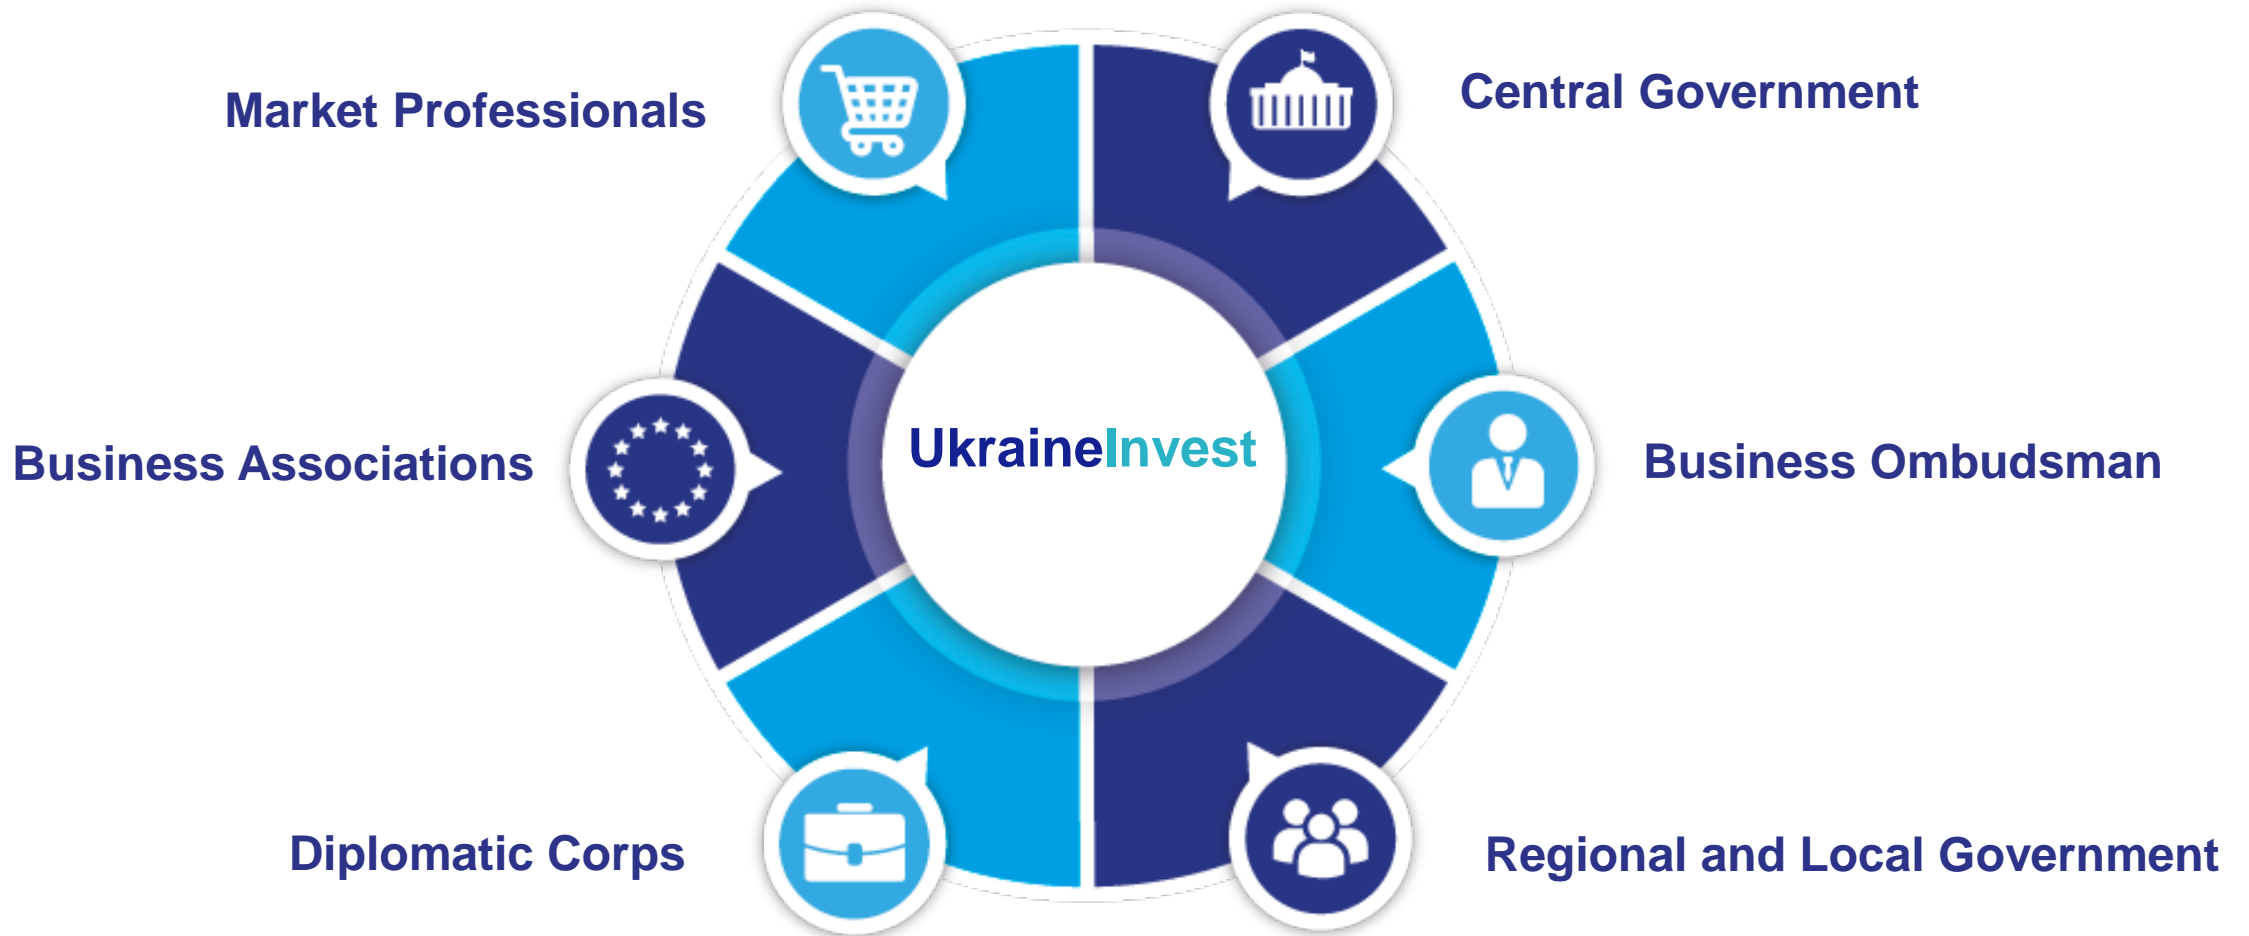 Market Professionals
Central Government
Business Associations
UkraineInvest
Business Ombudsman
Diplomatic Corps
Regional and Local Government